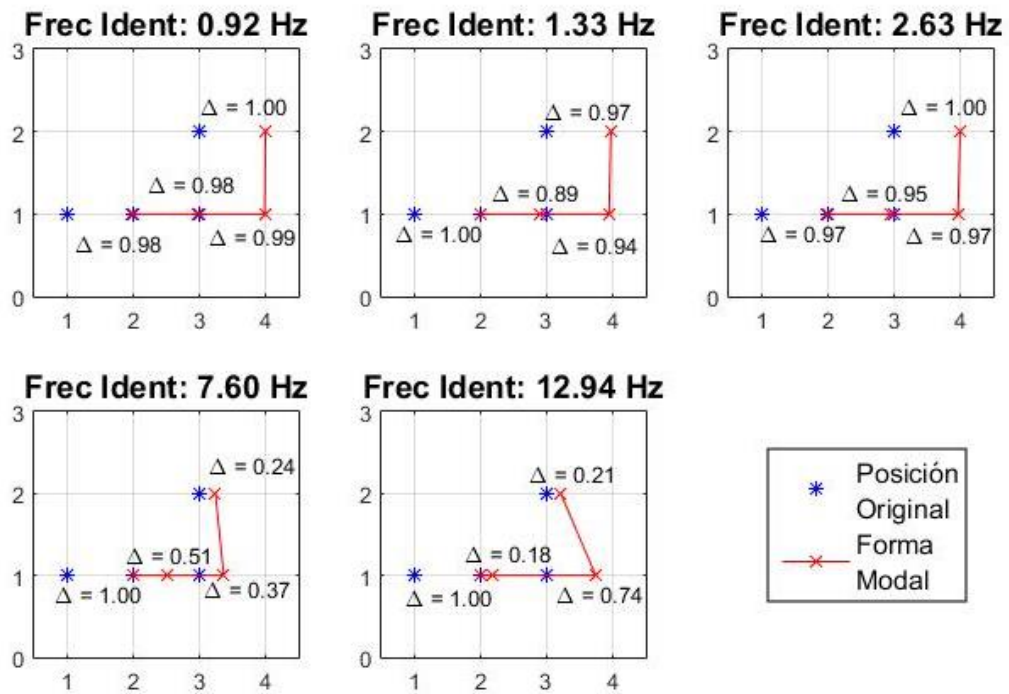 Frec Ident: 0.92 Hz
3
2
1
0
Δ = 1.00
Δ = 0.98
Δ = 0.98
Δ = 0.99
1 2 3 4
Frec Ident: 1.33 Hz
3
2
1
0
Δ = 0.97
Δ = 0.89
Δ = 1.00
Δ = 0.94
1 2 3 4
Frec Ident: 2.63 Hz
3
2
1
0
Δ = 1.00
Δ = 0.95
Δ = 0.97
Δ = 0.97
1 2 3 4
Frec Ident: 7.60 Hz
3
2
1
0
Δ = 0.24
Δ = 0.51
Δ = 1.00
Δ = 0.37
1 2 3 4
Frec Ident: 12.94 Hz
3
2
1
0
Δ = 0.21
Δ = 0.18
Δ = 1.00
Δ = 0.74
1 2 3 4
Posición
Original
Forma
Modal